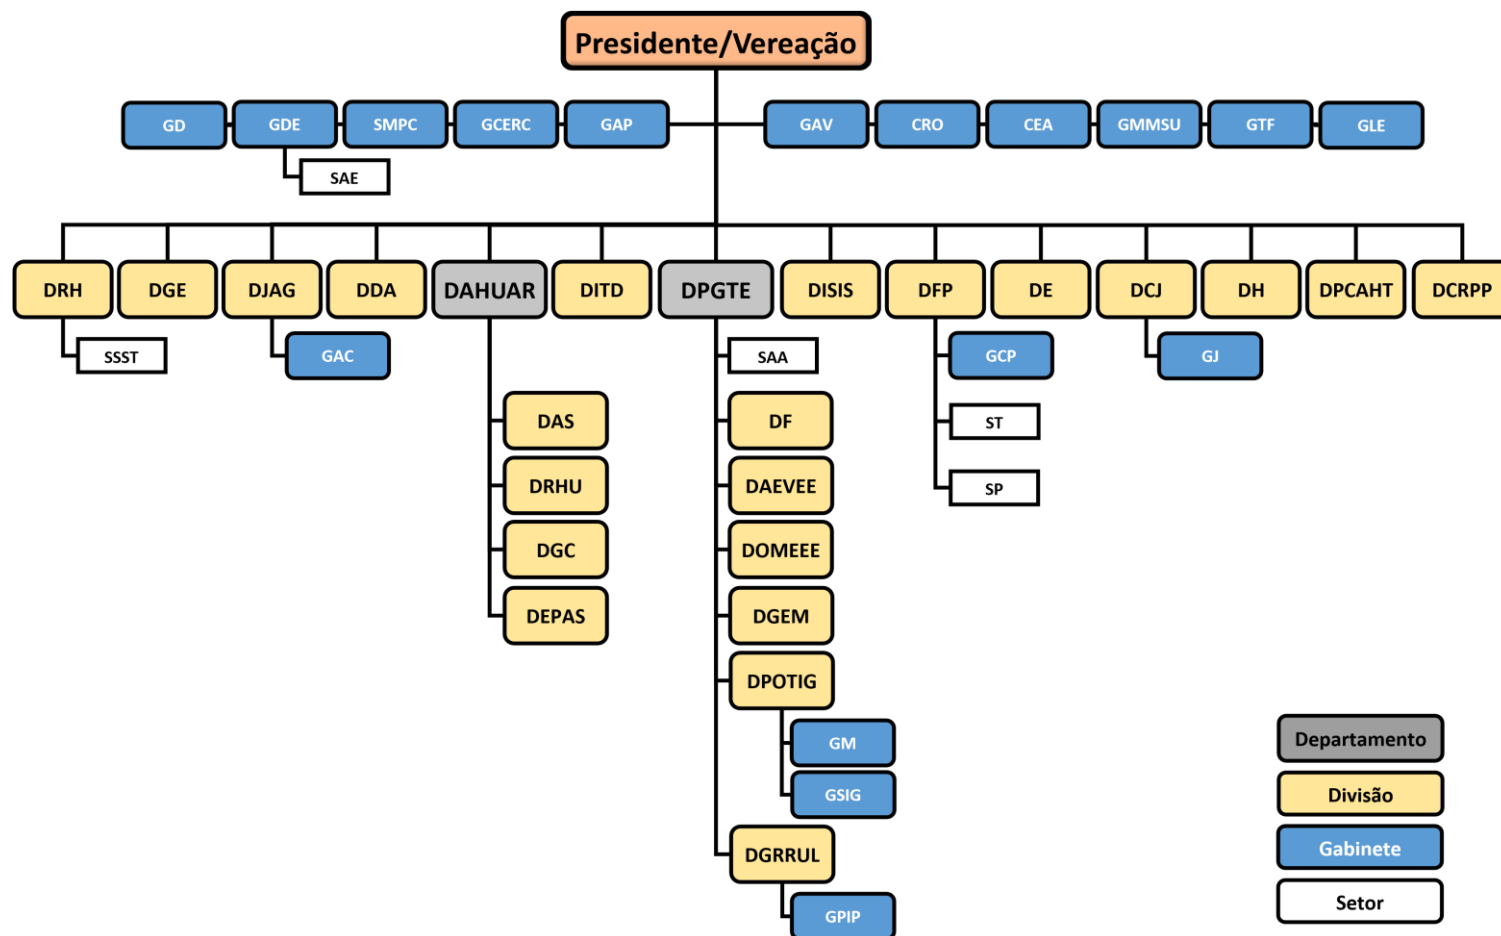 Presidente/Vereação
GD
GDE
SMPC
GCERC
GAP
GAV
CRO
CEA
GMMSU
GTF
GLE
SAE
DRH
DGE
DJAG
DDA
DAHUAR
DITD
DPGTE
DISIS
DFP
DE
DCJ
DH
DPCAHT
DCRPP
SSST
GAC
SAA
GCP
GJ
DAS
DF
ST
DRHU
DAEVEE
SP
DGC
DOMEEE
DEPAS
DGEM
DPOTIG
GM
GSIG
DGRRUL
GPIP
Departamento
Divisão
Gabinete
Setor